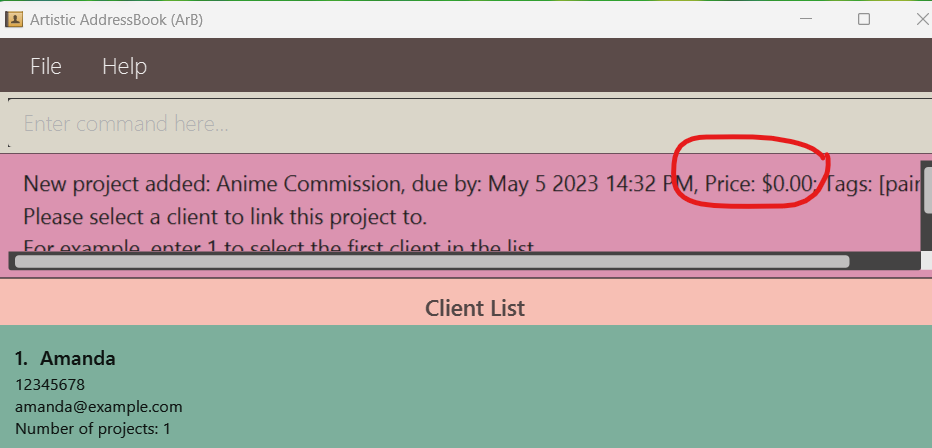 Artistic AddressBook (ArB)
File Help
Enter command here...
New project added: Anime Commission, due by: May 5 2023 14:32 PM, Price: $0.00; Tags: [pair
Please select a client to link this project to.
For example, enter 1 to select the first client in the list
Client List
1. Amanda
12345678
amanda@example.com
Number of projects: 1